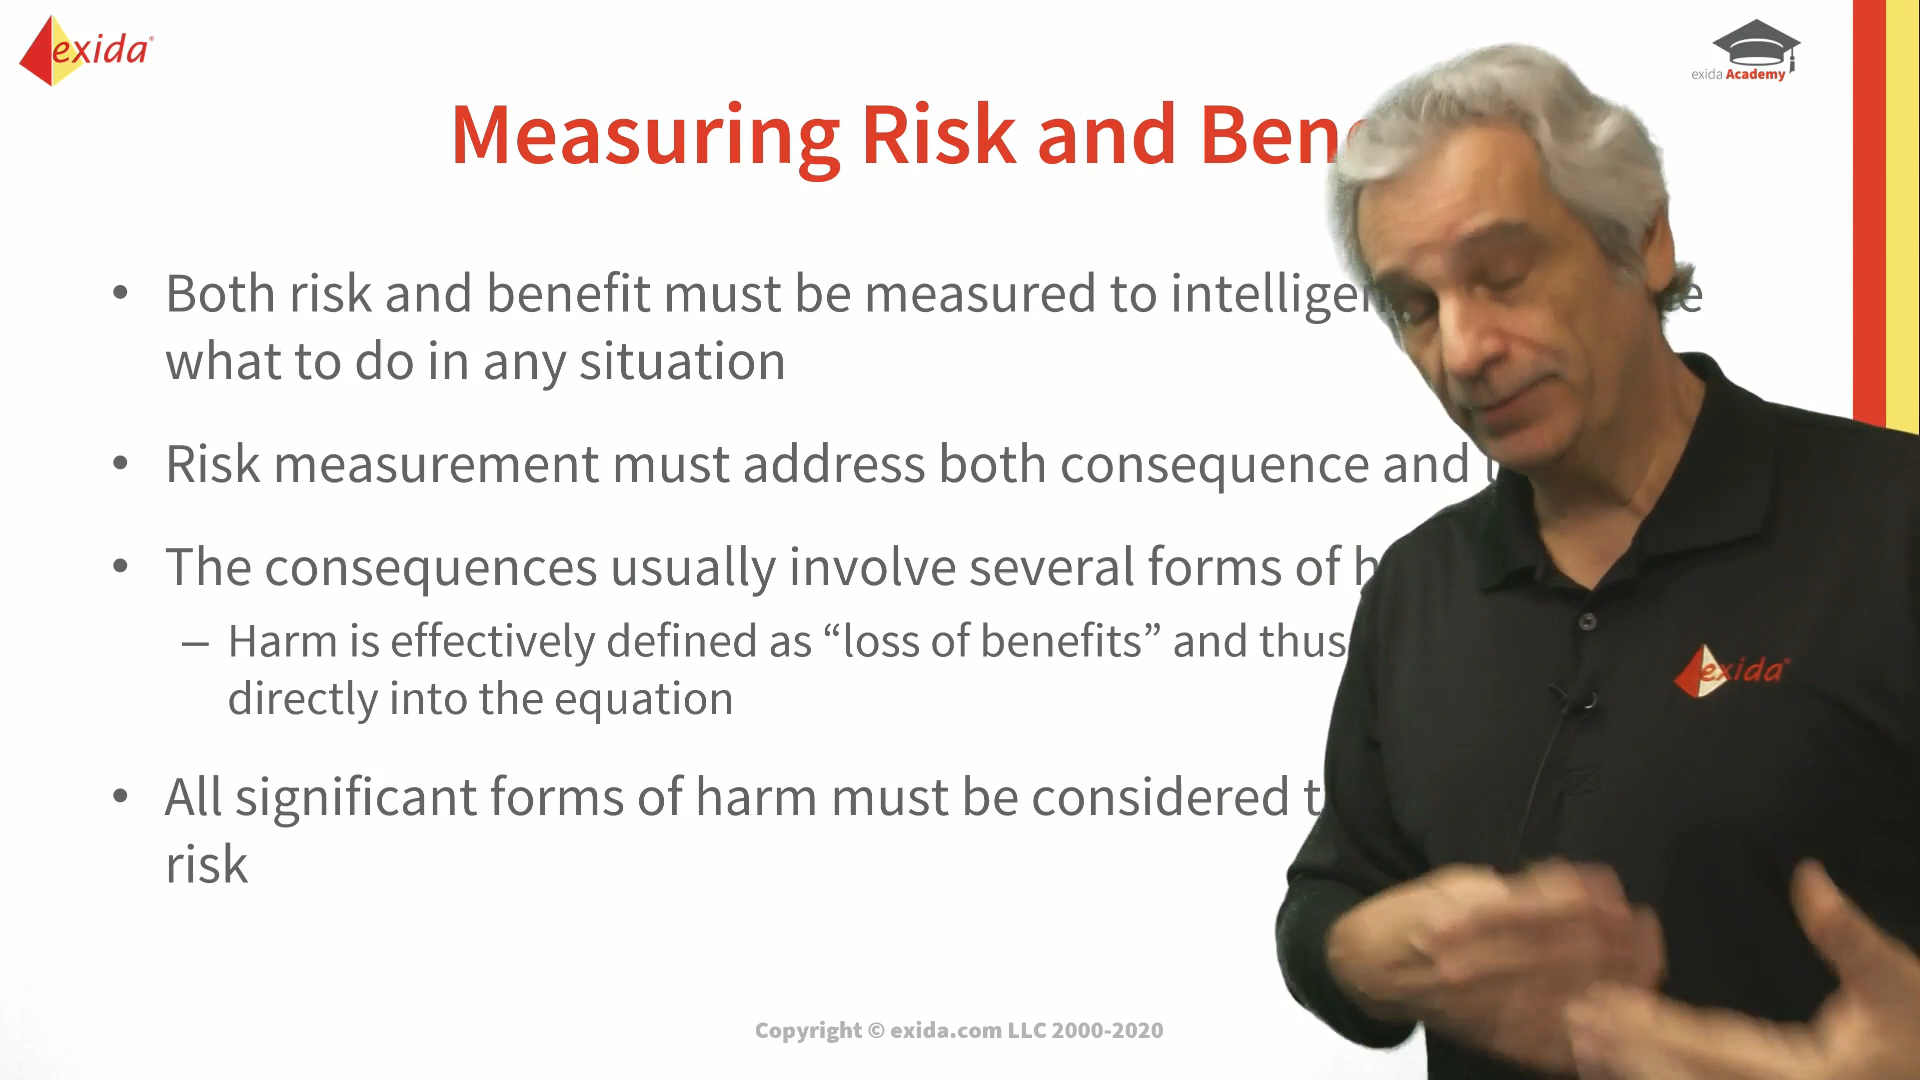 exida
exida Academy
Measuring Risk and
Both risk and benefit must be measured to
what to do in any situation
Risk measurement must address both consequence and
The consequences usually involve several forms of
– Harm is effectively defined as “loss of benefits” and thus
directly into the equation
All significant forms of harm must be considered
risk
exida
Copyright © exida.com LLC 2000-2020